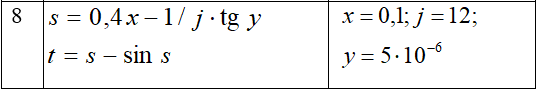 8 s = 0,4x − 1 / j · tg y x = 0,1; j = 12;
t = s − sin s y = 5·10⁻⁶